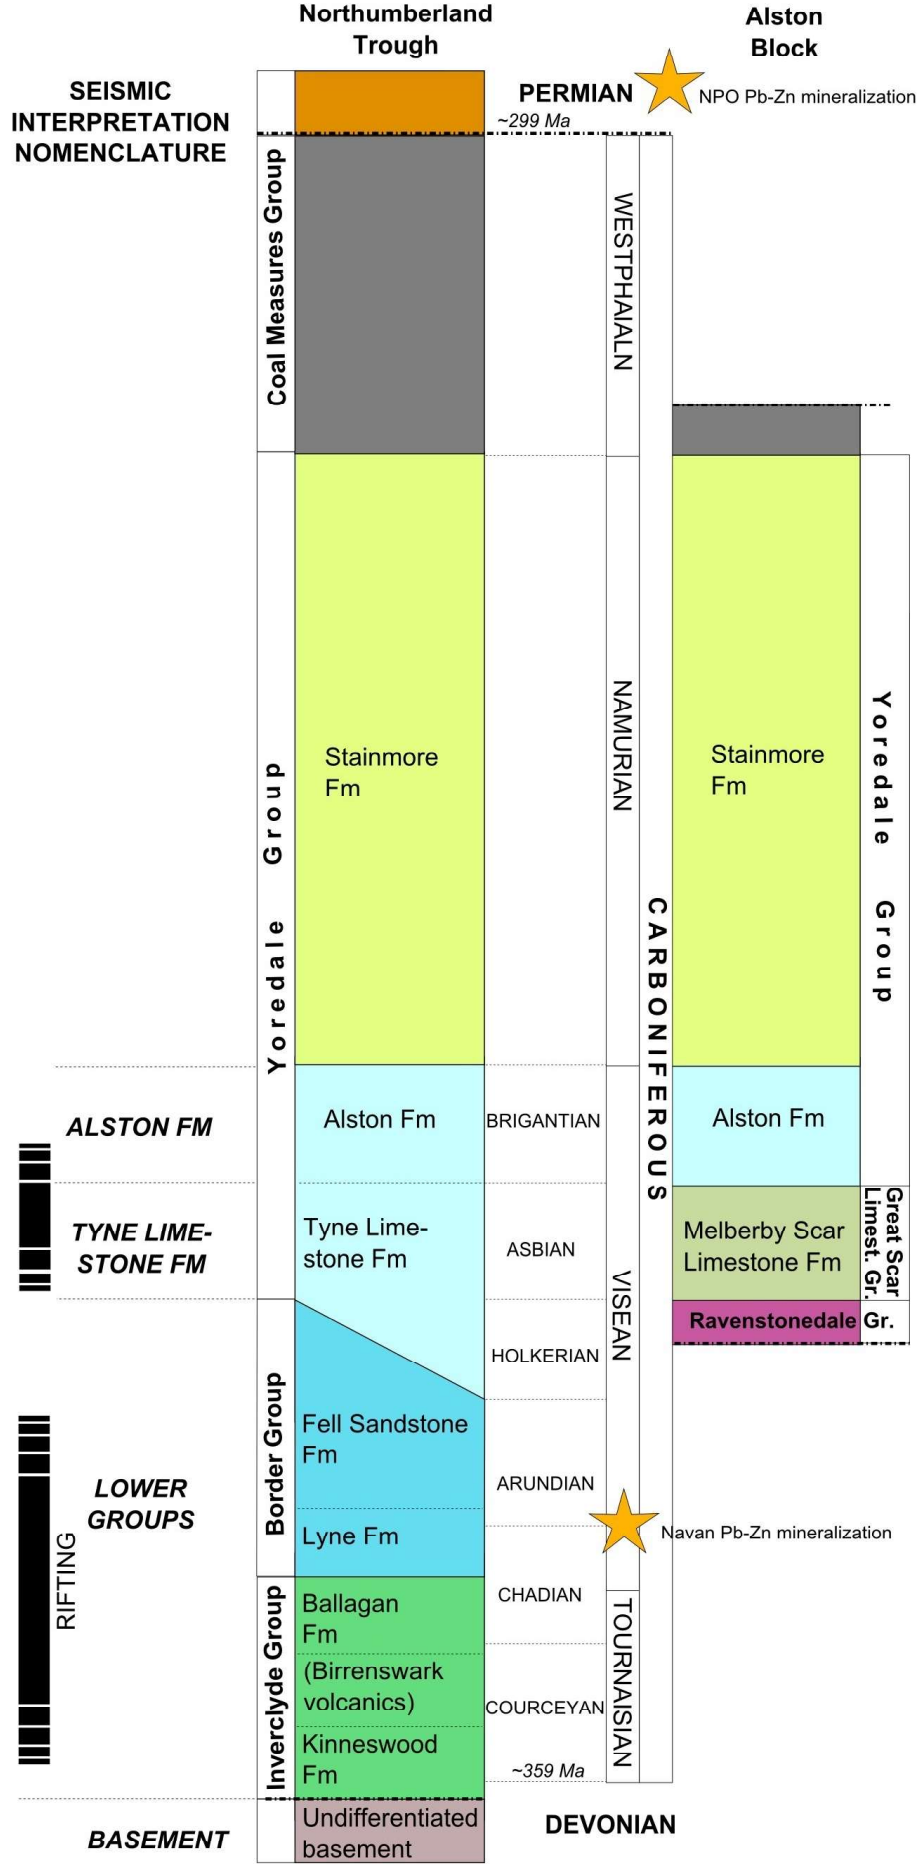 Northumberland
Trough
Alston
Block
SEISMIC
INTERPRETATION
NOMENCLATURE
PERMIAN
~299 Ma
NPO Pb-Zn mineralization
Coal Measures Group
WESTPHAIALN
Yoredale Group
Stainmore
Fm
NAMURIAN
CARBONIFEROUS
Stainmore
Fm
Yoredale Group
ALSTON FM
Alston Fm
BRIGANTIAN
Alston Fm
TYNE LIME-
STONE FM
Tyne Lime-
stone Fm
ASBIAN
VISEAN
Melberby Scar
Limestone Fm
Great Scar
Limest. Gr.
Ravenstonedale Gr.
HOLKERIAN
Border Group
Fell Sandstone
Fm
LOWER
GROUPS
RIFTING
ARUNDIAN
Navan Pb-Zn mineralization
Lyne Fm
CHADIAN
Inverclyde Group
Ballagan
Fm
TOURNAISIAN
(Birrenswark
volcanics)
COURCEYAN
Kinneswood
Fm
~359 Ma
BASEMENT
Undifferentiated
basement
DEVONIAN